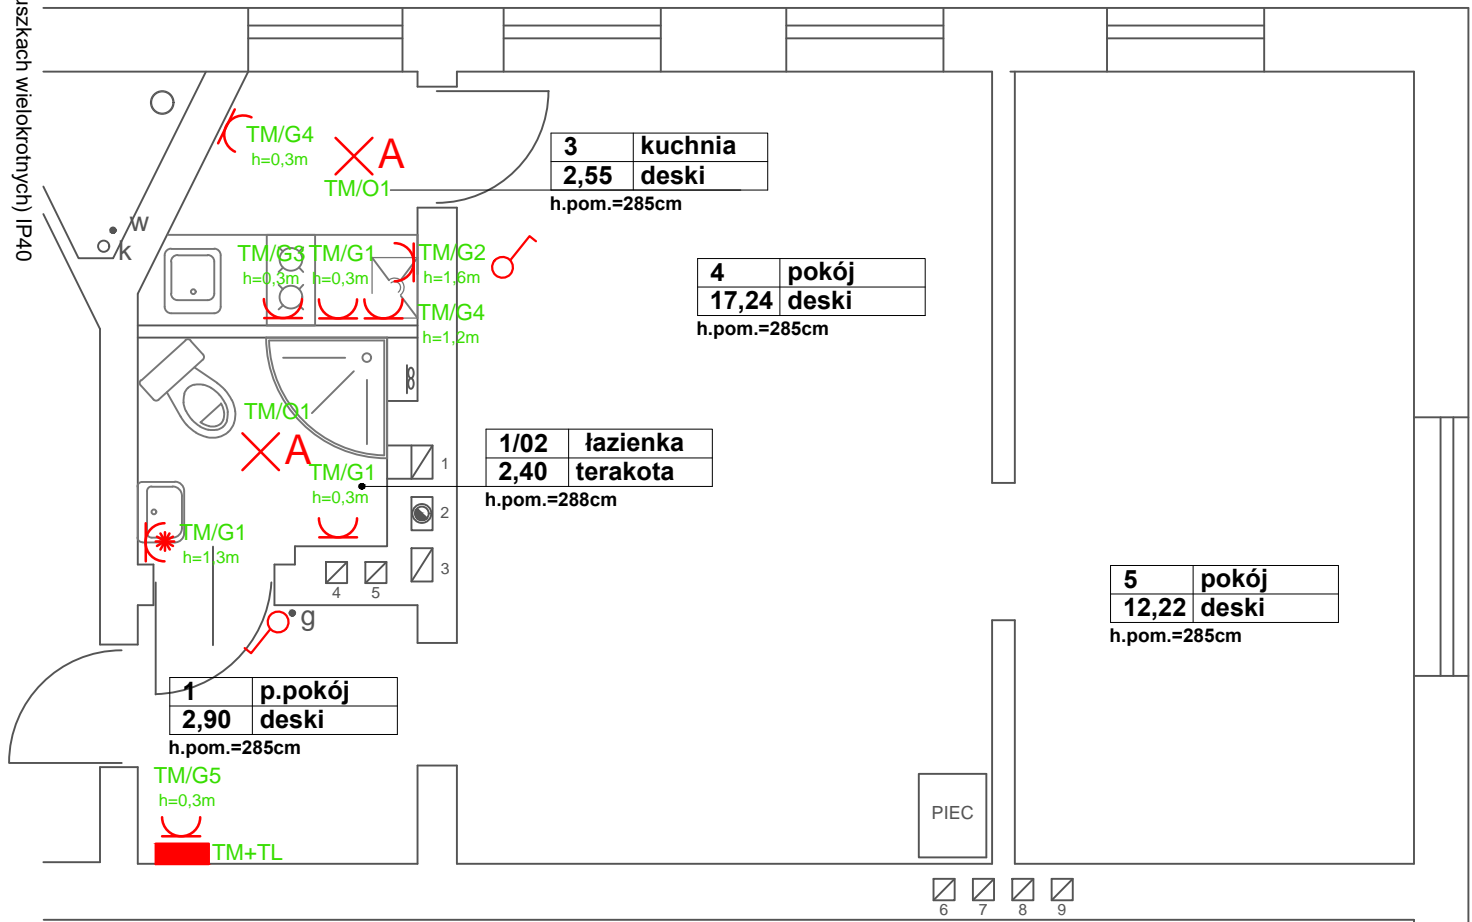 uszkach wielokrotnych) IP40
TM/G4
h=0,3m
A
TM/O1
3 kuchnia
2,55 deski
h.pom.=285cm
w
k
TM/G3
h=0,3m
TM/G1
h=0,3m
TM/G2
h=1,6m
TM/G4
h=1,2m
4 pokój
17,24 deski
h.pom.=285cm
TM/O1
A
TM/G1
h=0,3m
1/02 łazienka
2,40 terakota
h.pom.=288cm
1
2
3
4
5
TM/G1
h=1,3m
g
5 pokój
12,22 deski
h.pom.=285cm
1 p.pokój
2,90 deski
h.pom.=285cm
TM/G5
h=0,3m
TM+TL
PIEC
6
7
8
9